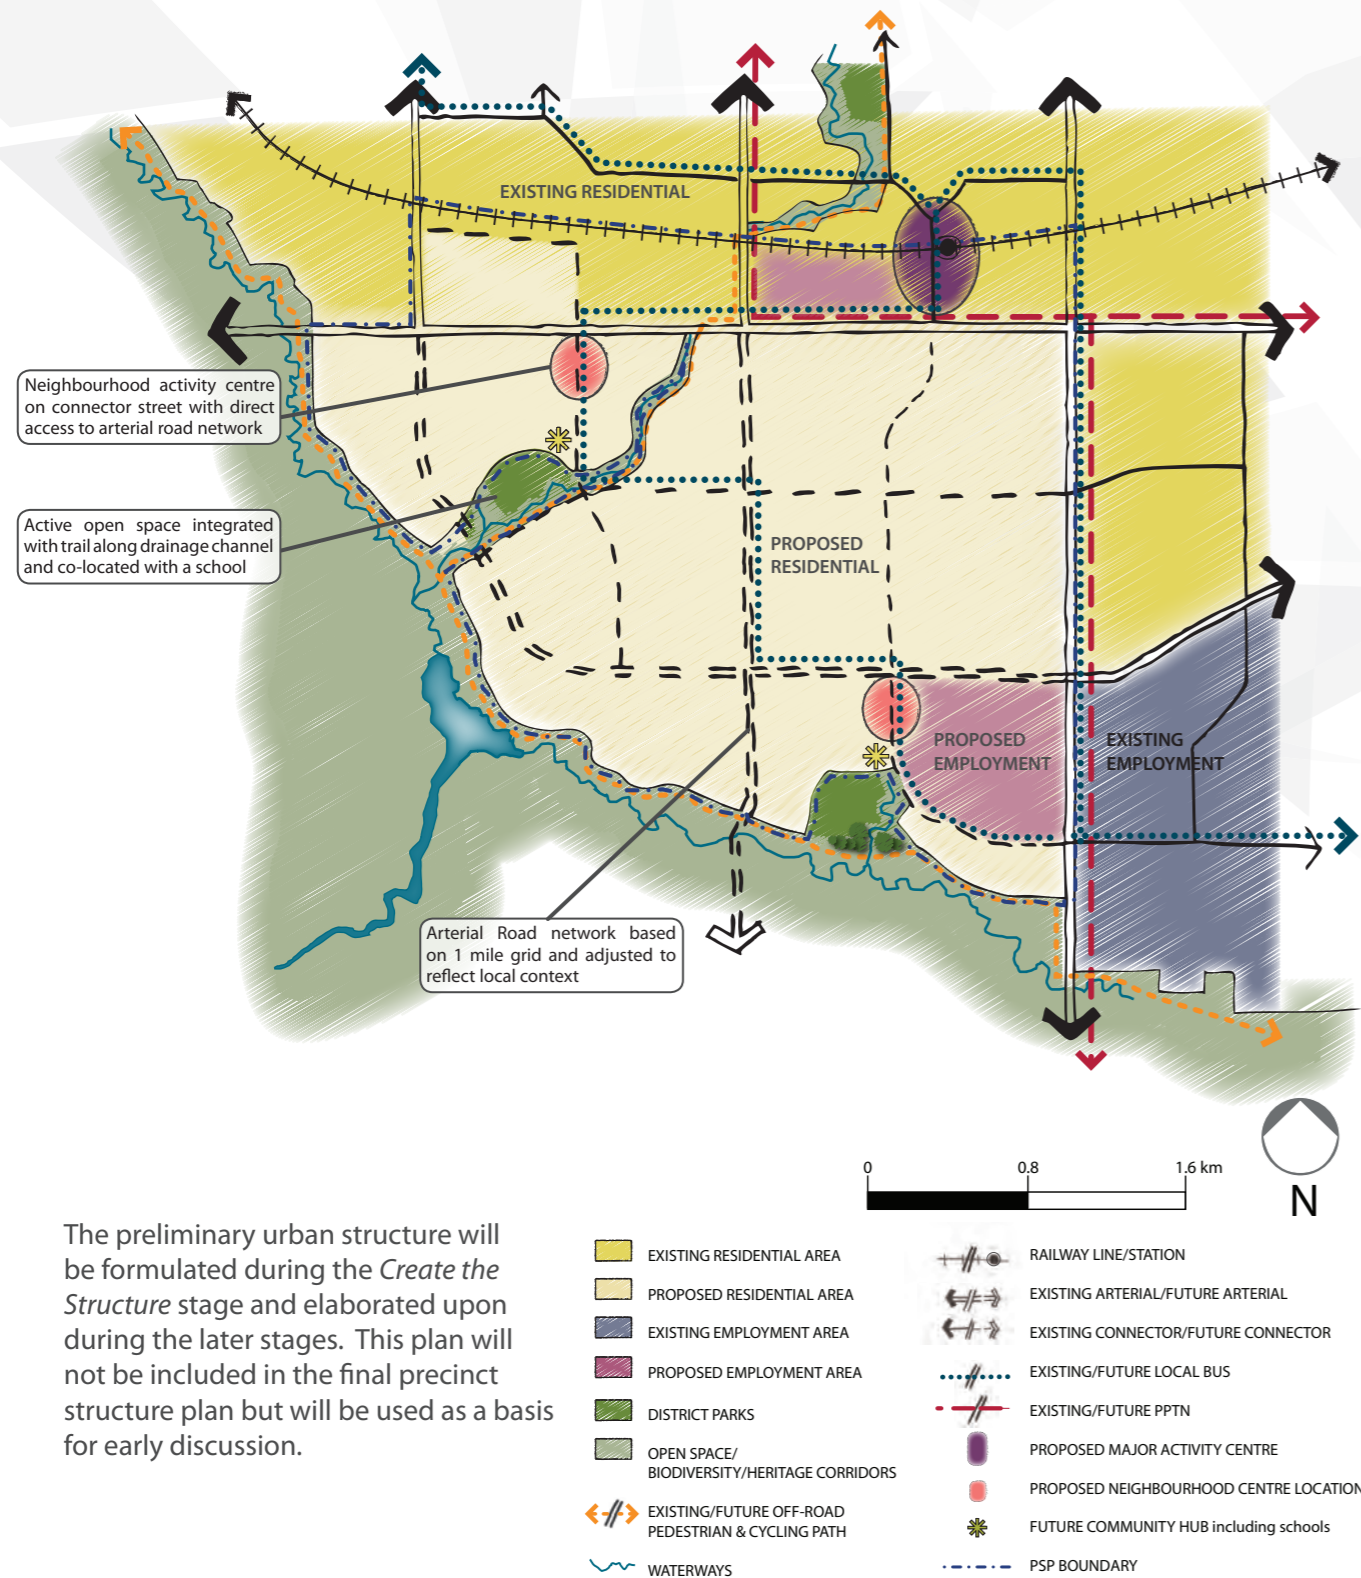 EXISTING RESIDENTIAL
Neighbourhood activity centre
on connector street with direct
access to arterial road network
Active open space integrated
with trail along drainage channel
and co-located with a school
PROPOSED
RESIDENTIAL
PROPOSED
EMPLOYMENT
EXISTING
EMPLOYMENT
Arterial Road network based
on 1 mile grid and adjusted to
reflect local context
0 0.8 1.6 km
N
The preliminary urban structure will
be formulated during the Create the
Structure stage and elaborated upon
during the later stages. This plan will
not be included in the final precinct
structure plan but will be used as a basis
for early discussion.
EXISTING RESIDENTIAL AREA
PROPOSED RESIDENTIAL AREA
EXISTING EMPLOYMENT AREA
PROPOSED EMPLOYMENT AREA
DISTRICT PARKS
OPEN SPACE/
BIODIVERSITY/HERITAGE CORRIDORS
EXISTING/FUTURE OFF-ROAD
PEDESTRIAN & CYCLING PATH
WATERWAYS
RAILWAY LINE/STATION
EXISTING ARTERIAL/FUTURE ARTERIAL
EXISTING CONNECTOR/FUTURE CONNECTOR
EXISTING/FUTURE LOCAL BUS
EXISTING/FUTURE PPTN
PROPOSED MAJOR ACTIVITY CENTRE
PROPOSED NEIGHBOURHOOD CENTRE LOCATION
FUTURE COMMUNITY HUB including schools
PSP BOUNDARY